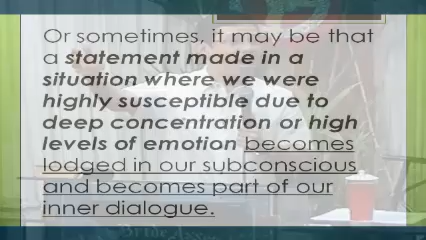 Or sometimes, it may be that
a statement made in a
situation where we were
highly susceptible due to
deep concentration or high
levels of emotion becomes
lodged in our subconscious
and becomes part of our
inner dialogue.